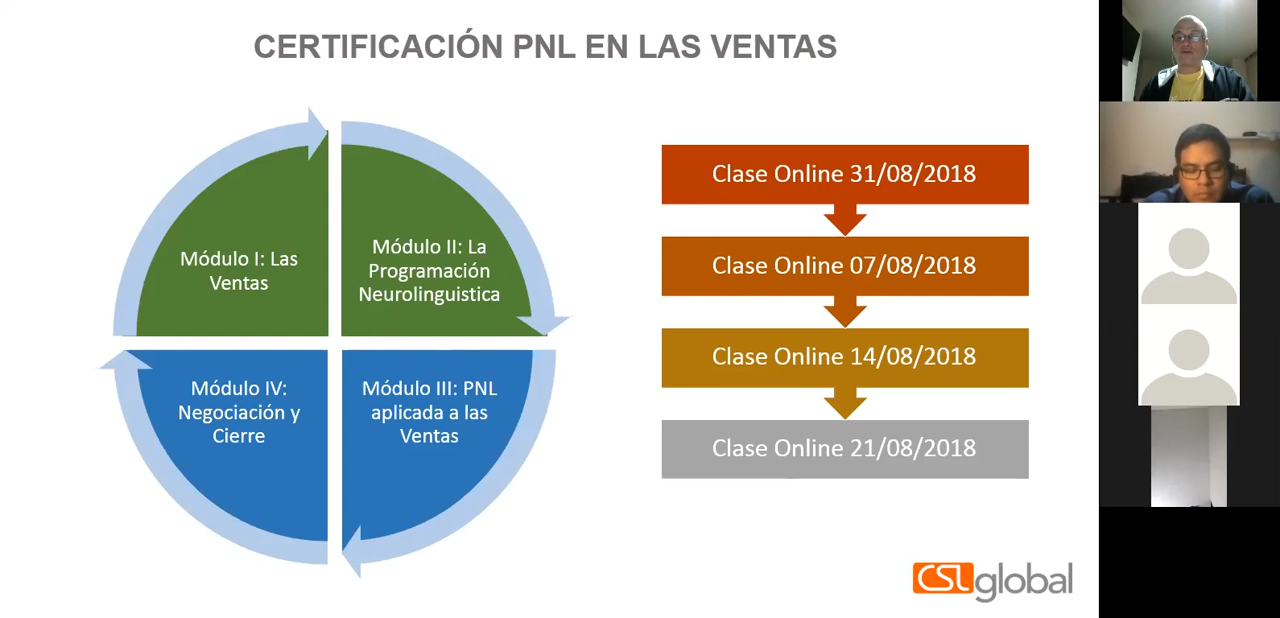 CERTIFICACIÓN PNL EN LAS VENTAS
Módulo I: Las
Ventas
Módulo II: La
Programación
Neurolinguistica
Módulo IV:
Negociación y
Cierre
Módulo III: PNL
aplicada a las
Ventas
Clase Online 31/08/2018
Clase Online 07/08/2018
Clase Online 14/08/2018
Clase Online 21/08/2018
CSL global